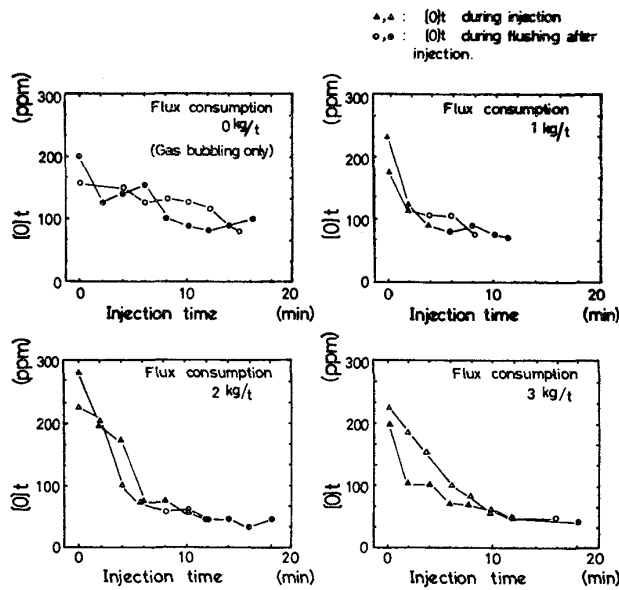 ▲,▲ : [O]t during injection
○,● : [O]t during flushing after
injection.
(ppm)
300
200
100
0
[O]t
Flux consumption
0 kg/t
(Gas bubbling only)
0 10 20
Injection time (min)
(ppm)
300
200
100
0
[O]t
Flux consumption
1 kg/t
0 10 20
Injection time (min)
(ppm)
300
200
100
0
[O]t
Flux consumption
2 kg/t
0 10 20
Injection time (min)
(ppm)
300
200
100
0
[O]t
Flux consumption
3 kg/t
0 10 20
Injection time (min)